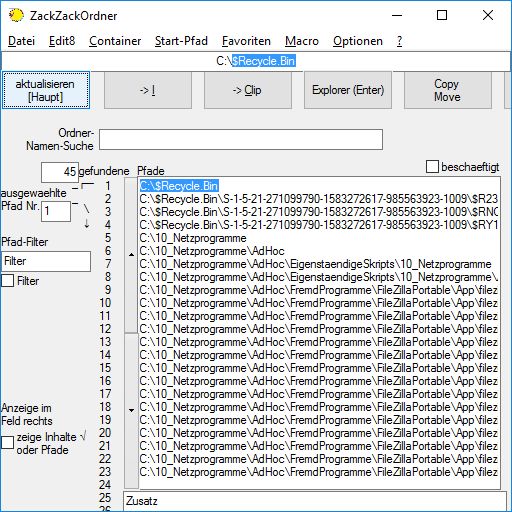 ZackZackOrdner
Datei Edit8 Container Start-Pfad Favoriten Macro Optionen ?
C:\$Recycle.Bin
aktualisieren
[Haupt]
-> I
-> Clip
Explorer (Enter)
Copy
Move
Ordner-
Namen-Suche
45 gefundene Pfade
beschaeftigt
ausgewaehlte
Pfad Nr. 1 \
↓
Pfad-Filter
Filter
Filter
1 C:\$Recycle.Bin
2 C:\$Recycle.Bin\S-1-5-21-271099790-1583272617-985563923-1009\$R23
3 C:\$Recycle.Bin\S-1-5-21-271099790-1583272617-985563923-1009\$RNO
4 C:\$Recycle.Bin\S-1-5-21-271099790-1583272617-985563923-1009\$RY1
5 C:\10_Netzprogramme
6 C:\10_Netzprogramme\AdHoc
7 C:\10_Netzprogramme\AdHoc\EigenstaendigeSkripts\10_Netzprogramme
8 C:\10_Netzprogramme\AdHoc\EigenstaendigeSkripts\10_Netzprogramme\
9 C:\10_Netzprogramme\AdHoc\FremdProgramme\FileZillaPortable\App\filez
10 C:\10_Netzprogramme\AdHoc\FremdProgramme\FileZillaPortable\App\filez
11 C:\10_Netzprogramme\AdHoc\FremdProgramme\FileZillaPortable\App\filez
12 C:\10_Netzprogramme\AdHoc\FremdProgramme\FileZillaPortable\App\filez
13 C:\10_Netzprogramme\AdHoc\FremdProgramme\FileZillaPortable\App\filez
14 C:\10_Netzprogramme\AdHoc\FremdProgramme\FileZillaPortable\App\filez
15 C:\10_Netzprogramme\AdHoc\FremdProgramme\FileZillaPortable\App\filez
16 C:\10_Netzprogramme\AdHoc\FremdProgramme\FileZillaPortable\App\filez
17 C:\10_Netzprogramme\AdHoc\FremdProgramme\FileZillaPortable\App\filez
18 C:\10_Netzprogramme\AdHoc\FremdProgramme\FileZillaPortable\App\filez
19 C:\10_Netzprogramme\AdHoc\FremdProgramme\FileZillaPortable\App\filez
20 C:\10_Netzprogramme\AdHoc\FremdProgramme\FileZillaPortable\App\filez
21 C:\10_Netzprogramme\AdHoc\FremdProgramme\FileZillaPortable\App\filez
22 C:\10_Netzprogramme\AdHoc\FremdProgramme\FileZillaPortable\App\filez
23 C:\10_Netzprogramme\AdHoc\FremdProgramme\FileZillaPortable\App\filez
24
25
26
Anzeige im
Feld rechts
zeige Inhalte √
oder Pfade
Zusatz